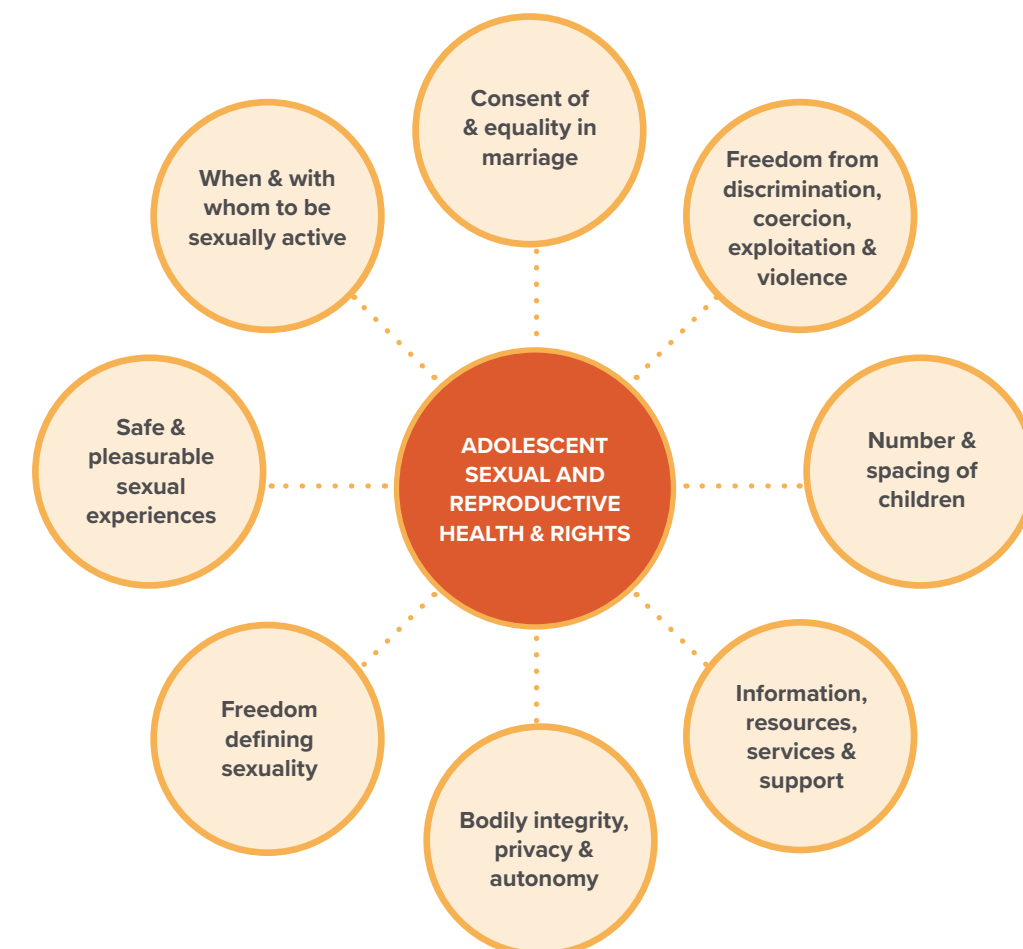 Consent of
& equality in
marriage
Freedom from
discrimination,
coercion,
exploitation &
violence
Number &
spacing of
children
Information,
resources,
services &
support
Bodily integrity,
privacy &
autonomy
Freedom
defining
sexuality
Safe &
pleasurable
sexual
experiences
When & with
whom to be
sexually active
ADOLESCENT
SEXUAL AND
REPRODUCTIVE
HEALTH & RIGHTS